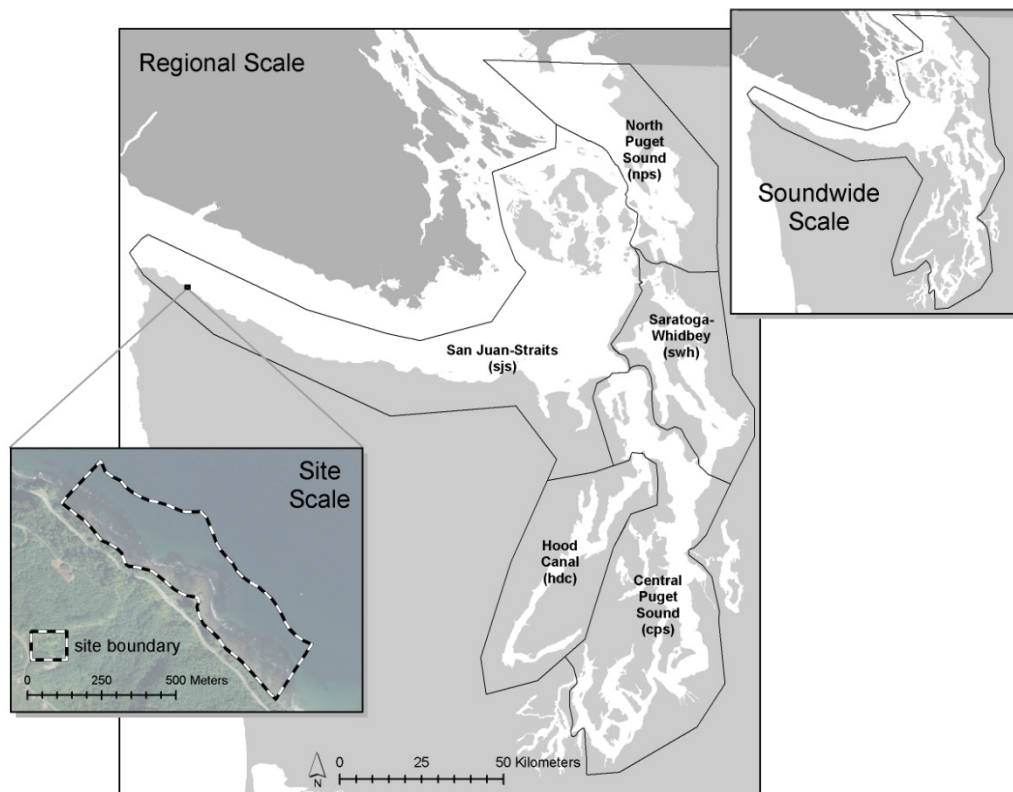 Regional Scale
North
Puget
Sound
(nps)
Soundwide
Scale
San Juan-Straits
(sjs)
Saratoga-
Whidbey
(swh)
Site
Scale
site boundary
0 250 500 Meters
Hood
Canal
(hdc)
Central
Puget
Sound
(cps)
N
0 25 50 Kilometers